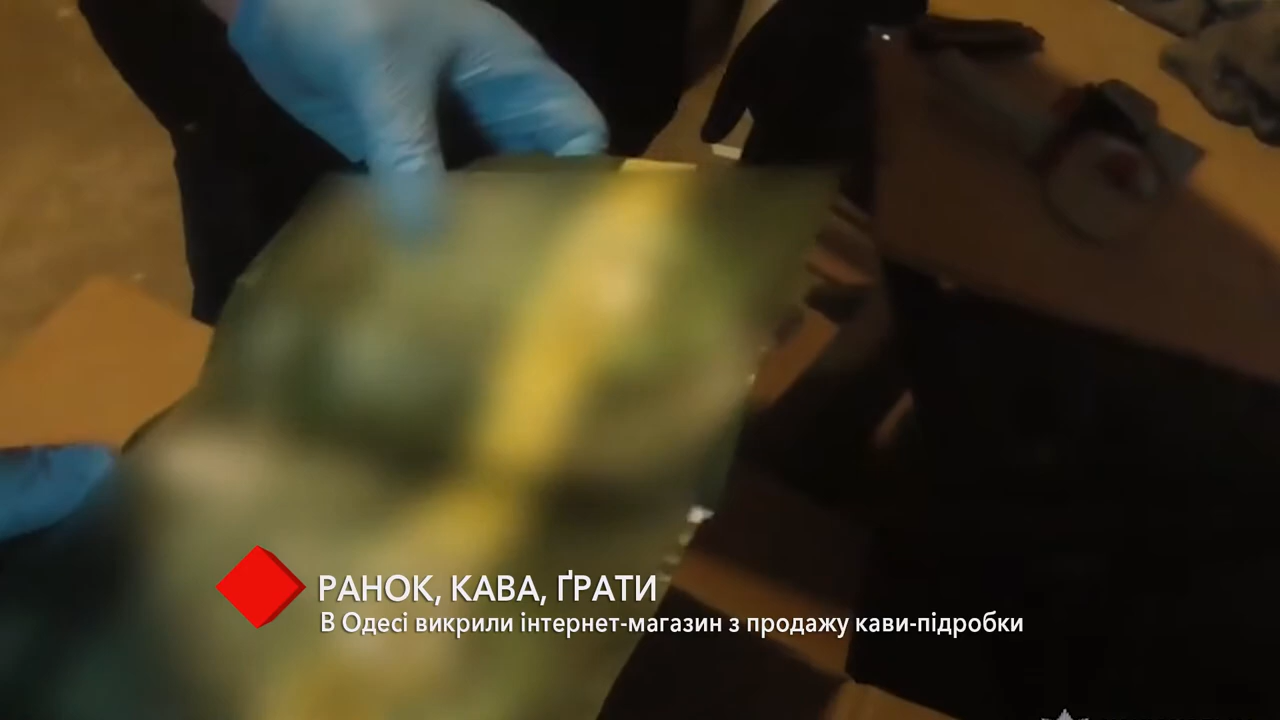 РАНОК, КАВА, ҐРАТИ
В Одесі викрили інтернет-магазин з продажу кави-підробки